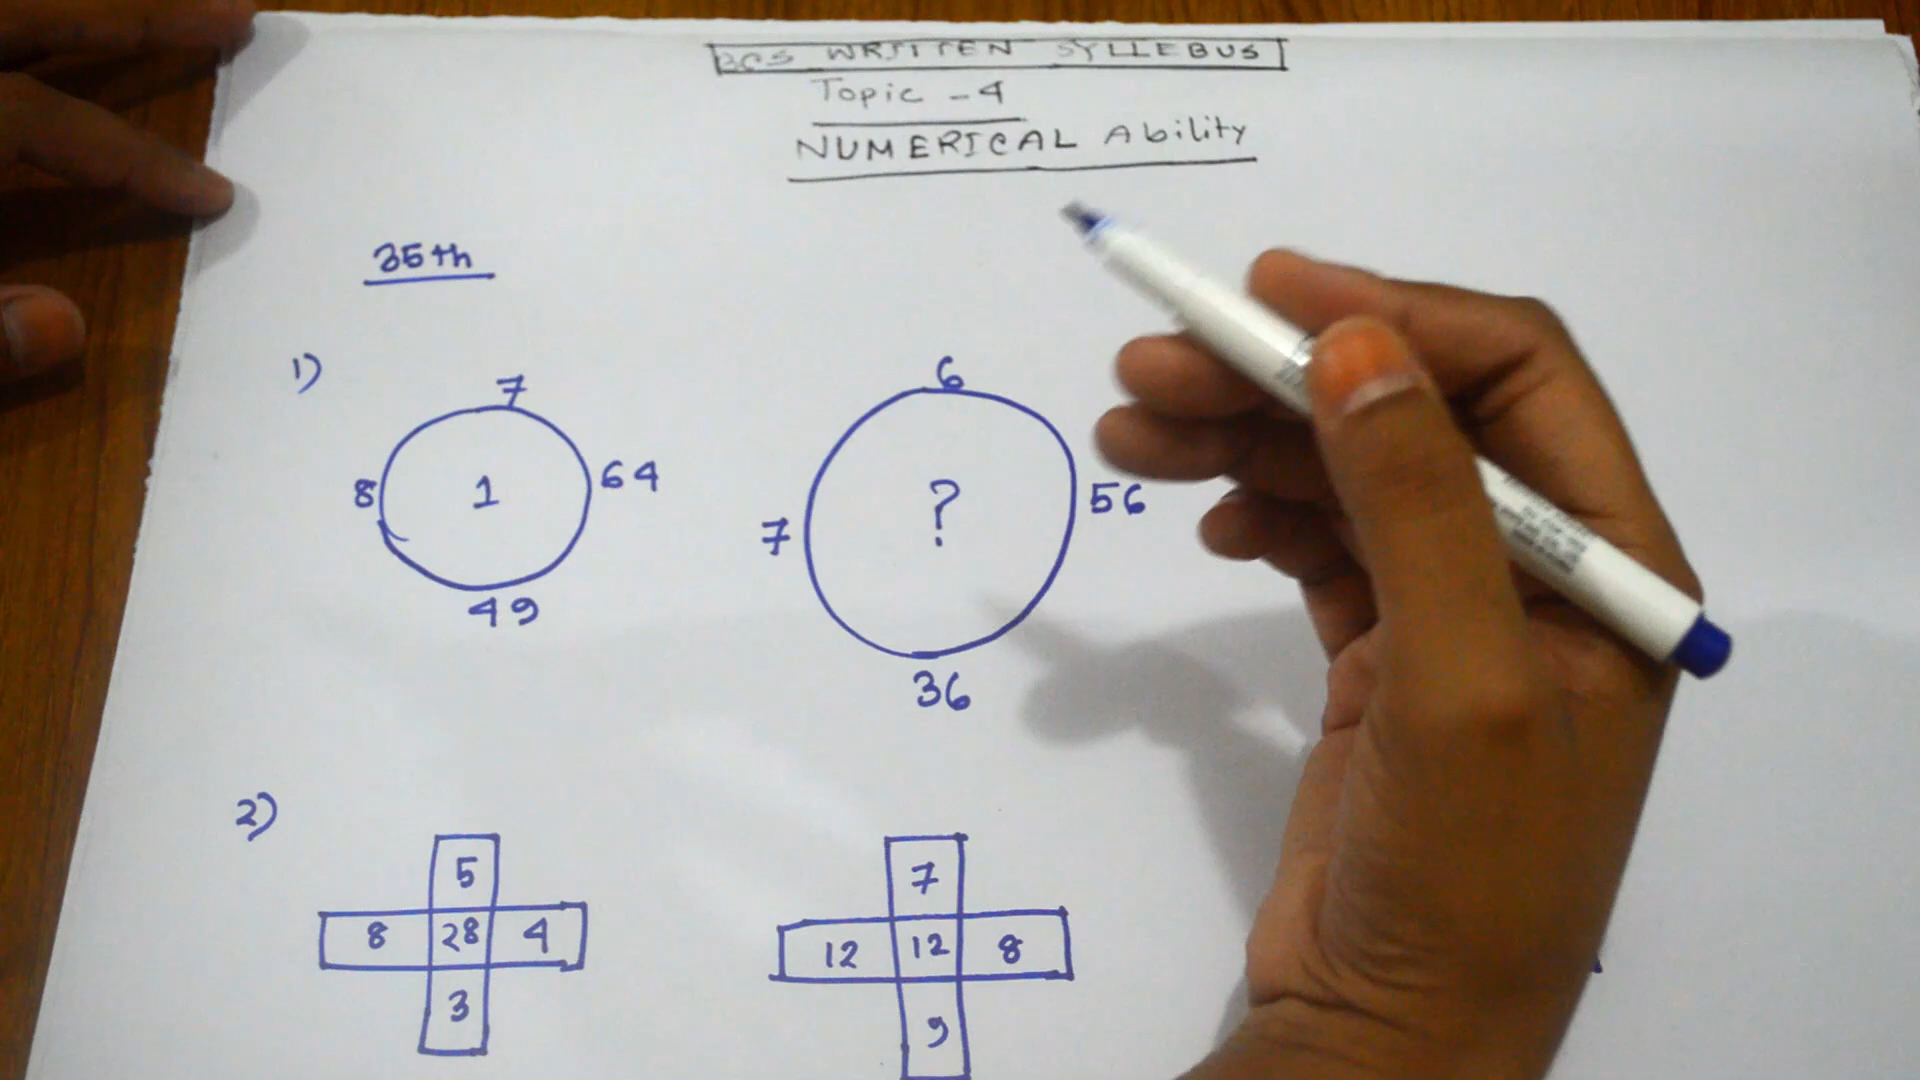 BCS WRITTEN SYLLEBUS
Topic - 4
NUMERICAL Ability
35th
1)
7
8 1 64
49
6
7 ? 56
36
2)
5
8 28 4
3
7
12 12 8
9